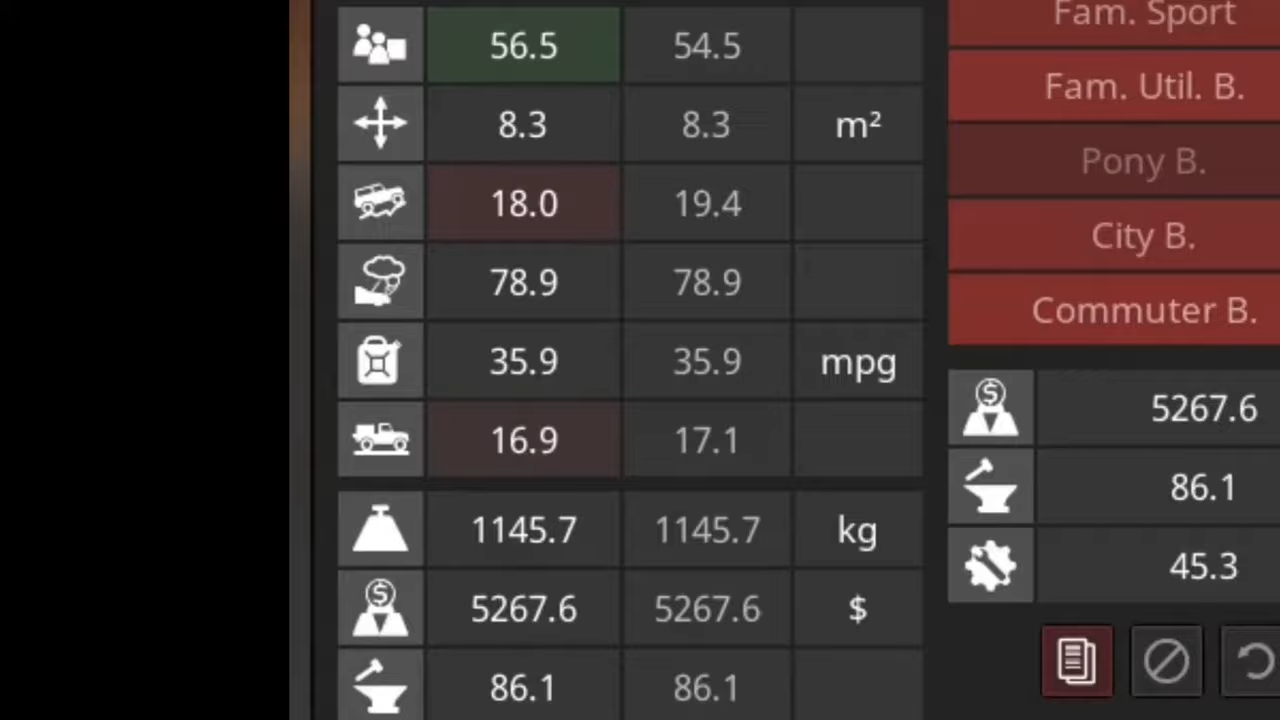 56.5 54.5
8.3 8.3 m²
18.0 19.4
78.9 78.9
35.9 35.9 mpg
16.9 17.1
1145.7 1145.7 kg
$ 5267.6 5267.6 $
86.1 86.1
Fam. Sport
Fam. Util. B.
Pony B.
City B.
Commuter B.
$ 5267.6
86.1
45.3